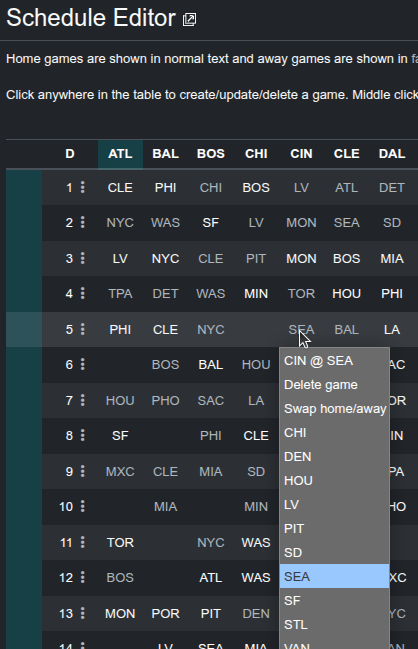 Schedule Editor
Home games are shown in normal text and away games are shown in
Click anywhere in the table to create/update/delete a game. Middle click
D ATL BAL BOS CHI CIN CLE DAL
1 CLE PHI CHI BOS LV ATL DET
2 NYC WAS SF LV MON SEA SD
3 LV NYC CLE PIT MON BOS MIA
4 TPA DET WAS MIN TOR HOU PHI
5 PHI CLE NYC SEA BAL LA
CIN @ SEA
6 BOS BAL HOU AC
Delete game
7 HOU PHO SAC LA OR
Swap home/away
8 SF PHI CLE IN
CHI
DEN
9 MXC CLE MIA SD PA
HOU
10 MIA MIN HO
LV
11 TOR NYC WAS
PIT
SD
12 BOS ATL WAS XC
SEA
13 MON POR PIT DEN YC
SF
STL
14 LV SEA MIA AN
VAN